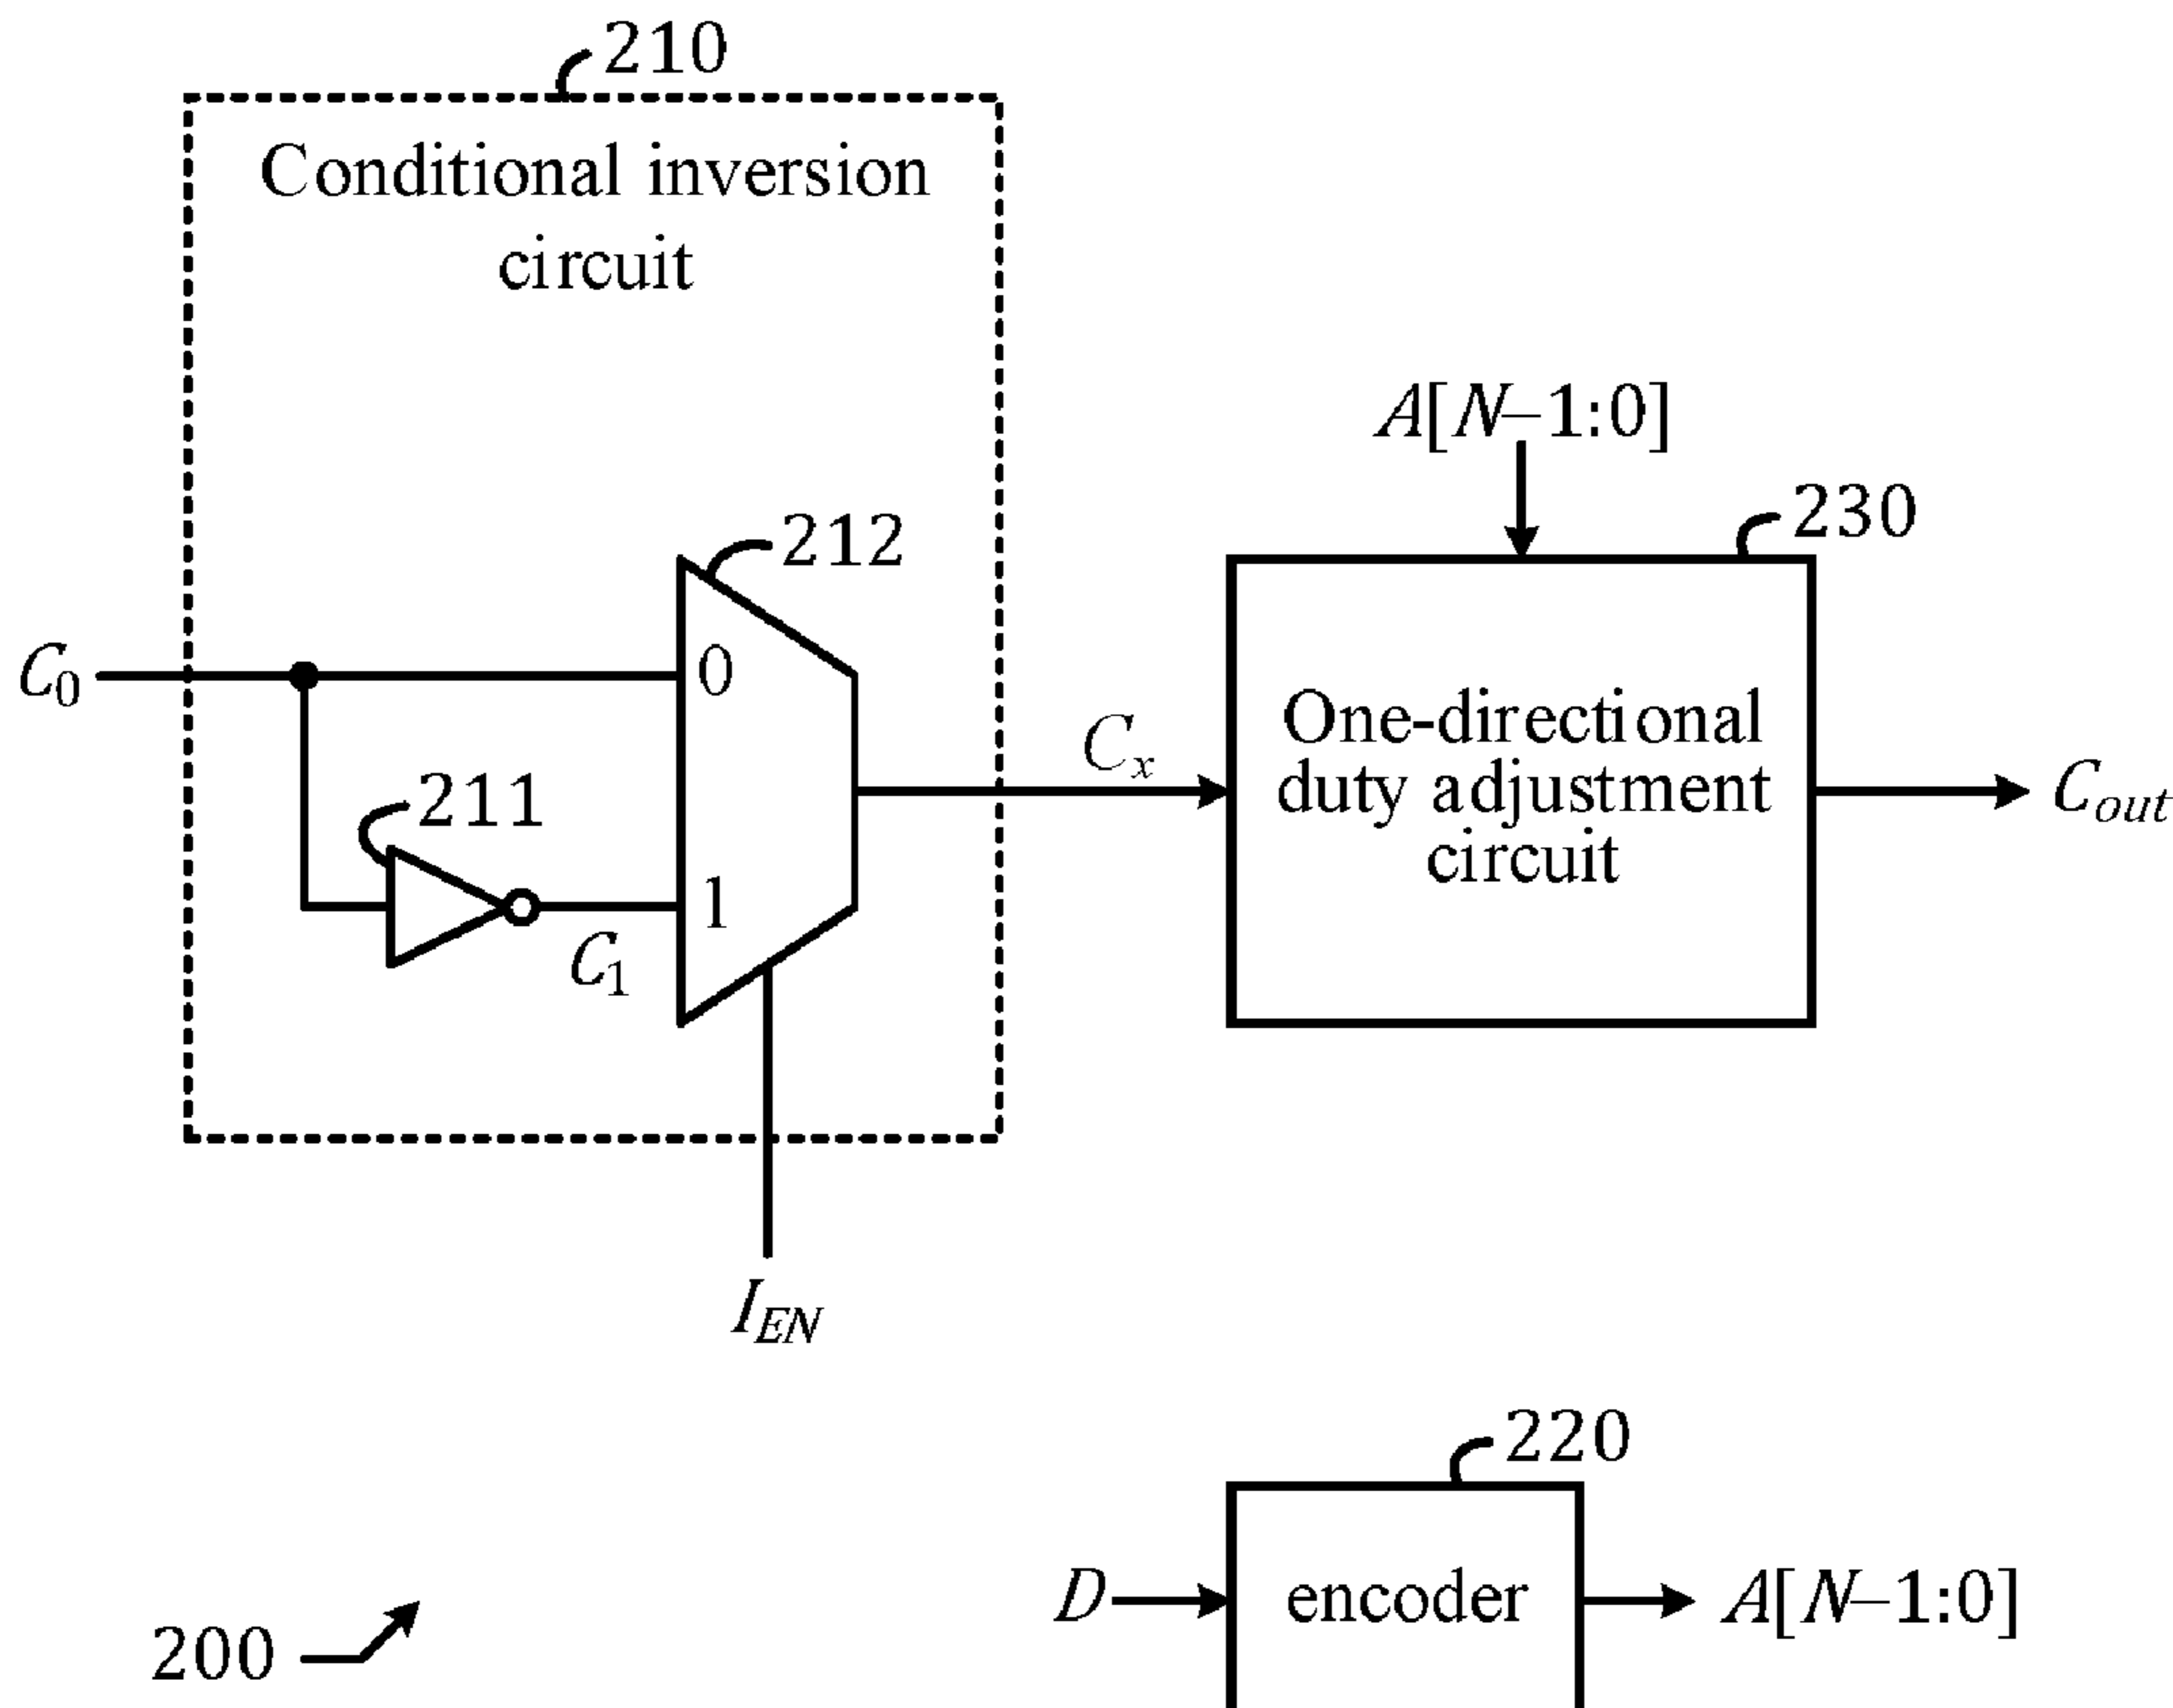 210
Conditional inversion
circuit
A[N–1:0]
230
212
C0
0
One-directional
duty adjustment
circuit
Cx
Cout
211
1
C1
IEN
220
D
encoder
A[N–1:0]
200